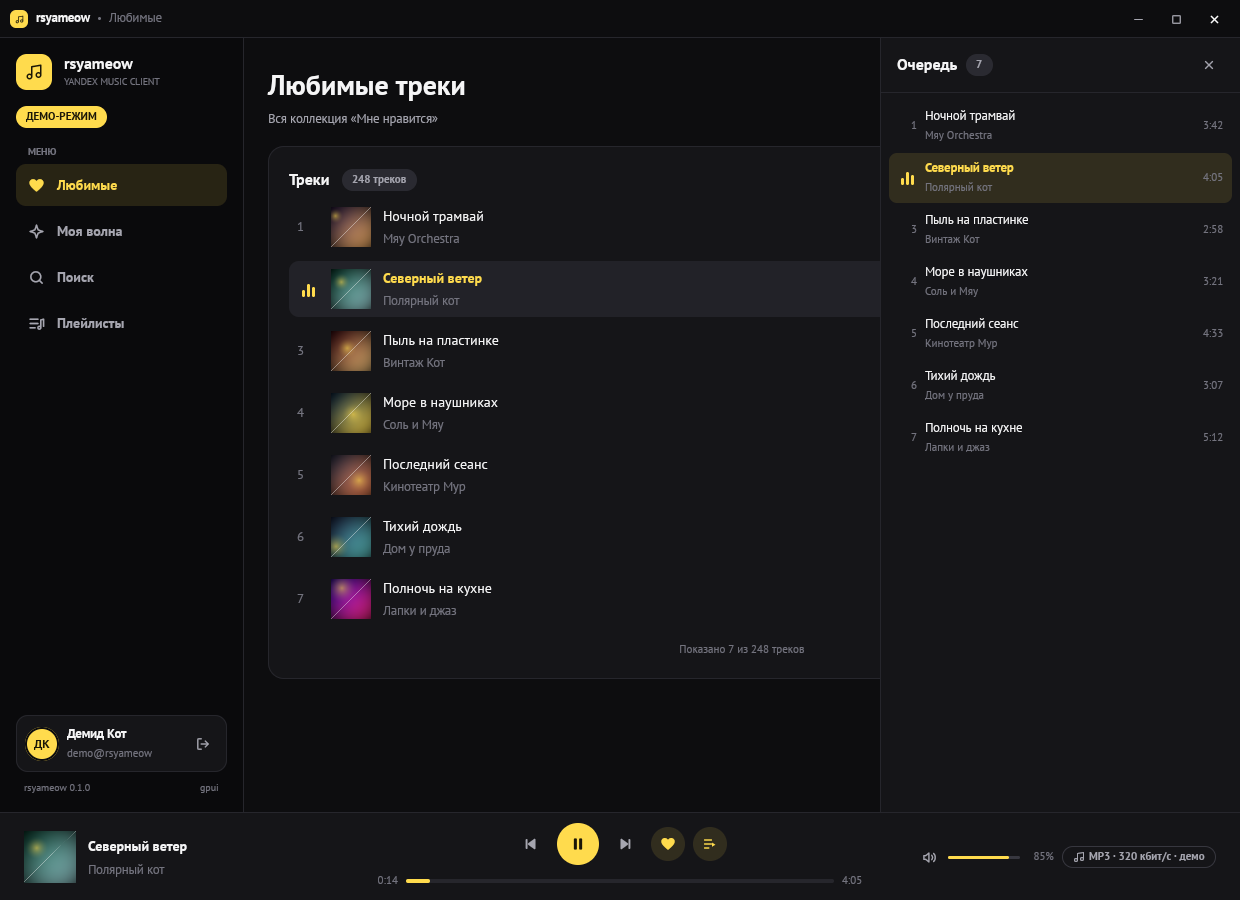 rsyameow • Любимые
rsyameow
YANDEX MUSIC CLIENT
ДЕМО-РЕЖИМ
МЕНЮ
Любимые
Моя волна
Поиск
Плейлисты
ДК
Демид Кот
demo@rsyameow
rsyameow 0.1.0
gpui
Любимые треки
Вся коллекция «Мне нравится»
Треки 248 треков
1
Ночной трамвай
Мяу Orchestra
Северный ветер
Полярный кот
3
Пыль на пластинке
Винтаж Кот
4
Море в наушниках
Соль и Мяу
5
Последний сеанс
Кинотеатр Мур
6
Тихий дождь
Дом у пруда
7
Полночь на кухне
Лапки и джаз
Показано 7 из 248 треков
Очередь 7
1
Ночной трамвай
Мяу Orchestra
3:42
Северный ветер
Полярный кот
4:05
3
Пыль на пластинке
Винтаж Кот
2:58
4
Море в наушниках
Соль и Мяу
3:21
5
Последний сеанс
Кинотеатр Мур
4:33
6
Тихий дождь
Дом у пруда
3:07
7
Полночь на кухне
Лапки и джаз
5:12
Северный ветер
Полярный кот
0:14
4:05
85%
MP3 · 320 кбит/с · демо